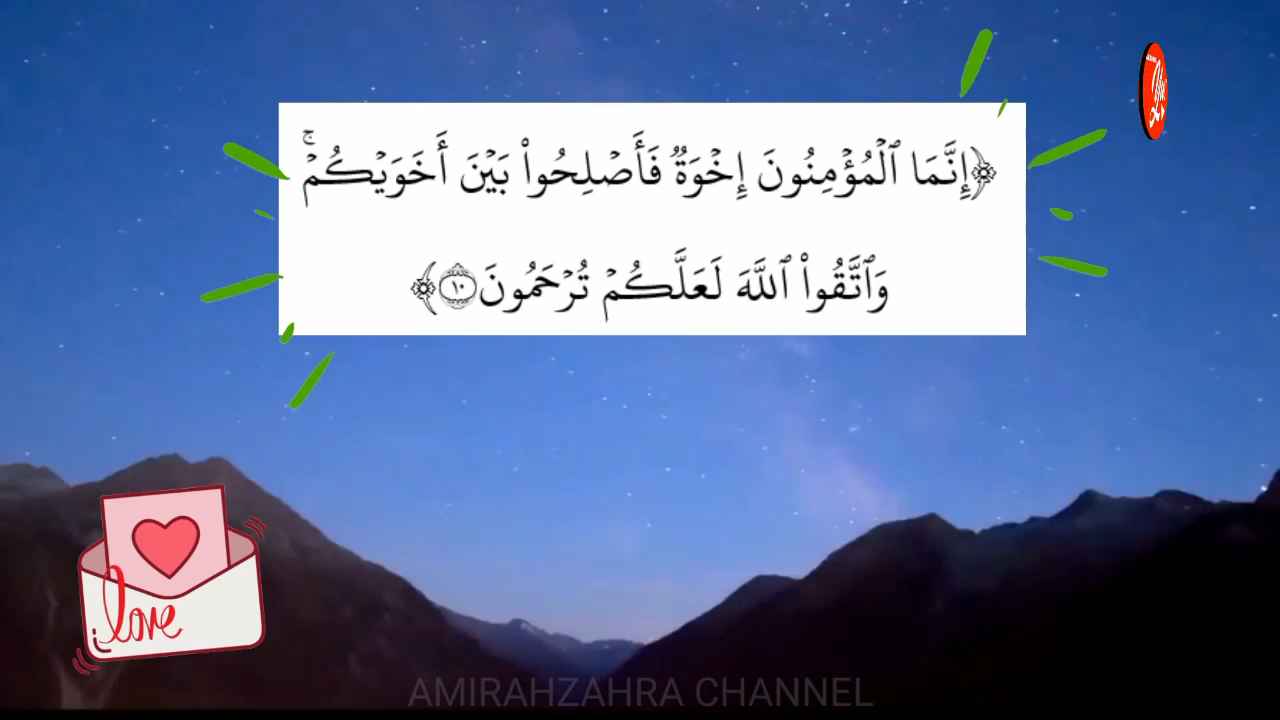 ﴿إِنَّمَا ٱلْمُؤْمِنُونَ إِخْوَةٌ فَأَصْلِحُوا۟ بَيْنَ أَخَوَيْكُمْ ۚ
وَٱتَّقُوا۟ ٱللَّهَ لَعَلَّكُمْ تُرْحَمُونَ ١٠﴾
love
AMIRAHZAHRA CHANNEL